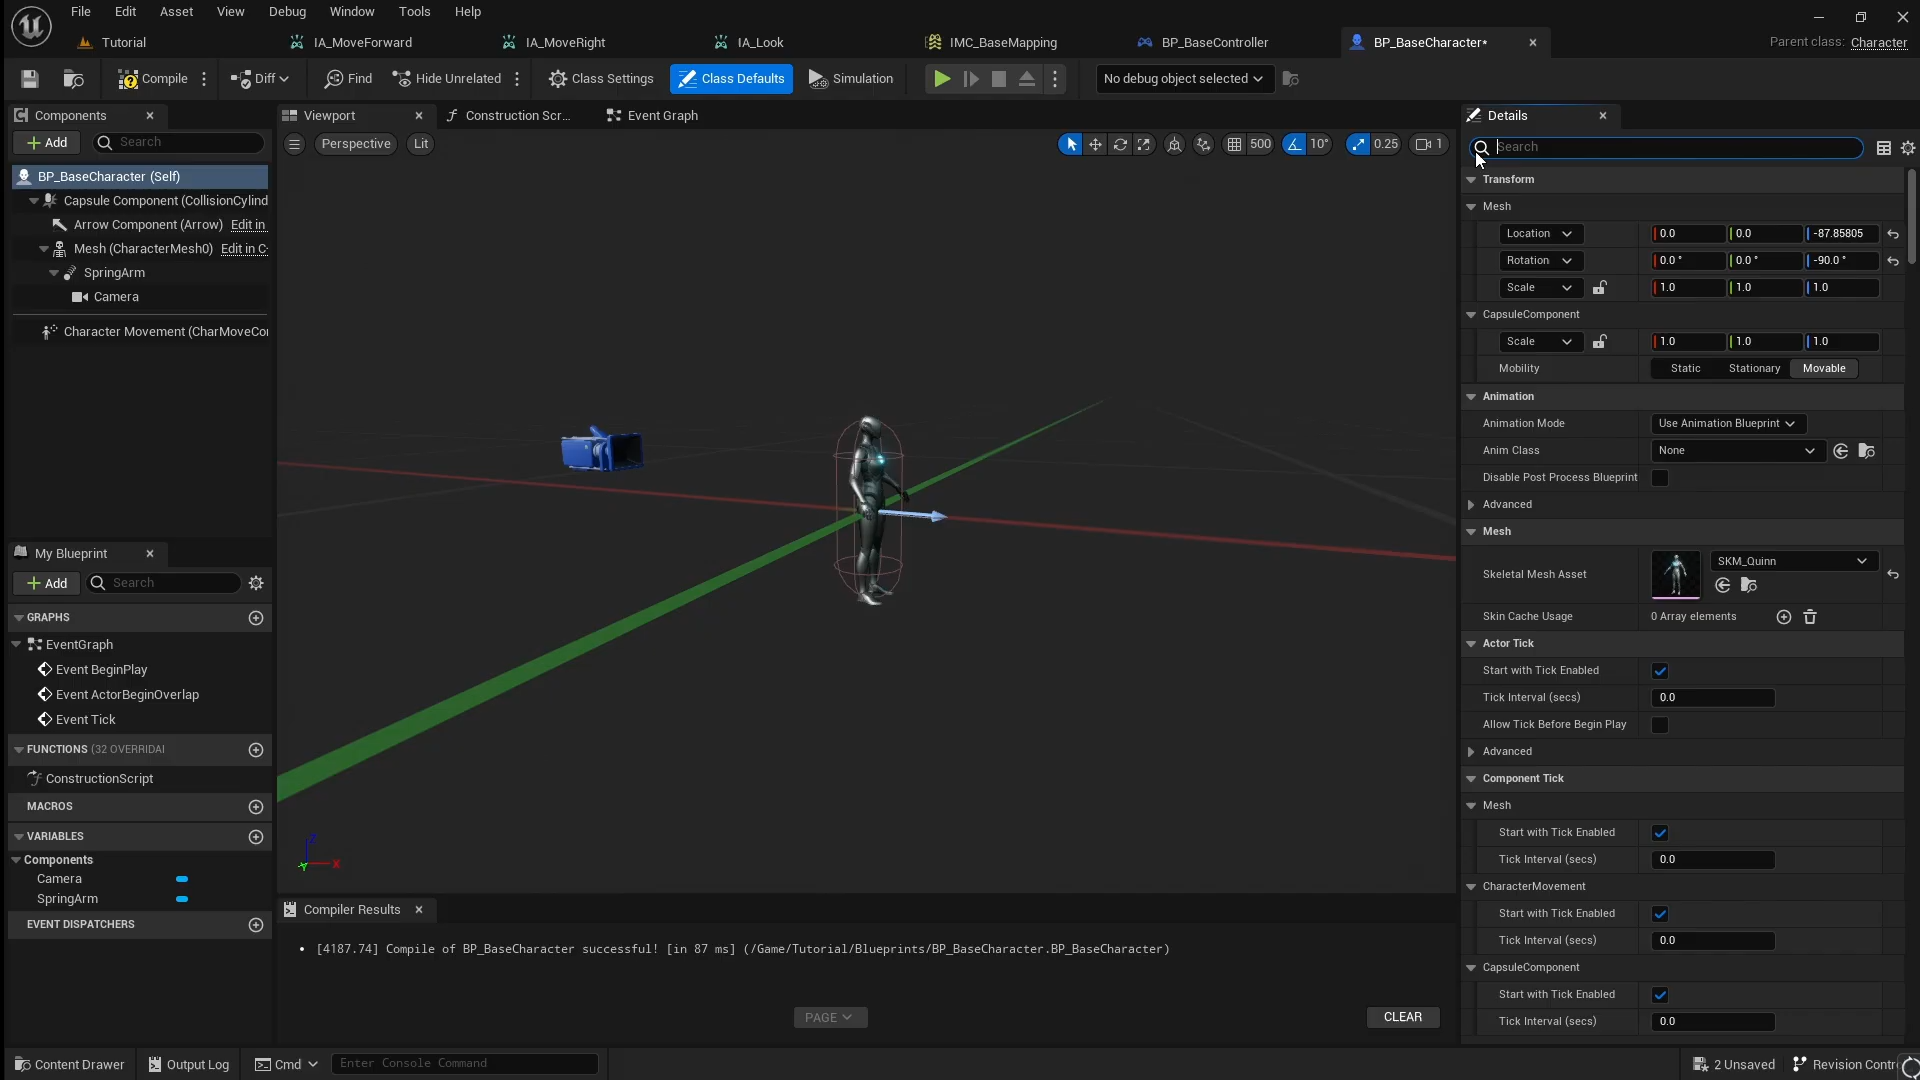 File Edit Asset View Debug Window Tools Help
Tutorial IA_MoveForward IA_MoveRight IA_Look IMC_BaseMapping BP_BaseController BP_BaseCharacter* Parent class: Character
Compile Diff Find Hide Unrelated Class Settings Class Defaults Simulation No debug object selected
Components
Add Search
BP_BaseCharacter (Self)
Capsule Component (CollisionCylind
Arrow Component (Arrow) Edit in
Mesh (CharacterMesh0) Edit in C
SpringArm
Camera
Character Movement (CharMoveCo
My Blueprint
Add Search
GRAPHS
EventGraph
Event BeginPlay
Event ActorBeginOverlap
Event Tick
FUNCTIONS (32 OVERRIDAI
ConstructionScript
MACROS
VARIABLES
Components
Camera
SpringArm
EVENT DISPATCHERS
Viewport Construction Scr... Event Graph
Perspective Lit 500 10° 0.25 1
Z
X
Y
Compiler Results
• [4187.74] Compile of BP_BaseCharacter successful! [in 87 ms] (/Game/Tutorial/Blueprints/BP_BaseCharacter.BP_BaseCharacter)
PAGE CLEAR
Details
Search
Transform
Mesh
Location 0.0 0.0 -87.85805
Rotation 0.0 ° 0.0 ° -90.0 °
Scale 1.0 1.0 1.0
CapsuleComponent
Scale 1.0 1.0 1.0
Mobility Static Stationary Movable
Animation
Animation Mode Use Animation Blueprint
Anim Class None
Disable Post Process Blueprint
Advanced
Mesh
Skeletal Mesh Asset SKM_Quinn
Skin Cache Usage 0 Array elements
Actor Tick
Start with Tick Enabled
Tick Interval (secs) 0.0
Allow Tick Before Begin Play
Advanced
Component Tick
Mesh
Start with Tick Enabled
Tick Interval (secs) 0.0
CharacterMovement
Start with Tick Enabled
Tick Interval (secs) 0.0
CapsuleComponent
Start with Tick Enabled
Tick Interval (secs) 0.0
Content Drawer Output Log Cmd Enter Console Command 2 Unsaved Revision Contr